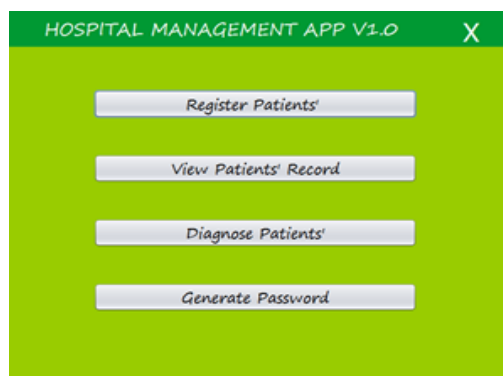 HOSPITAL MANAGEMENT APP V1.0 X
Register Patients'
View Patients' Record
Diagnose Patients'
Generate Password